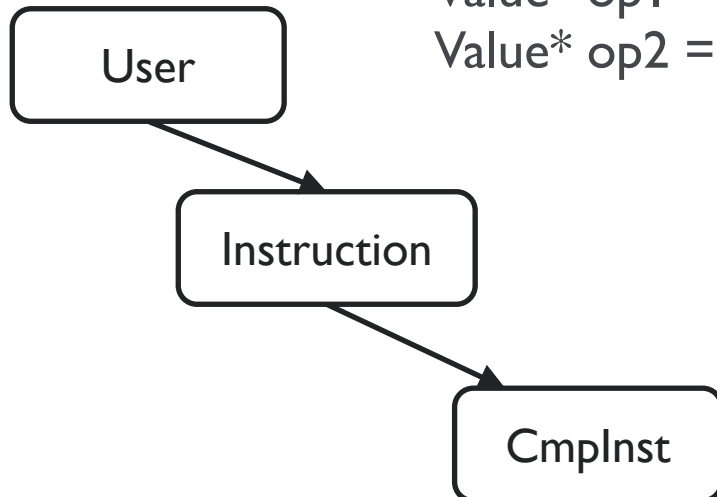 Value* op1
Value* op2 =
User
Instruction
CmpInst